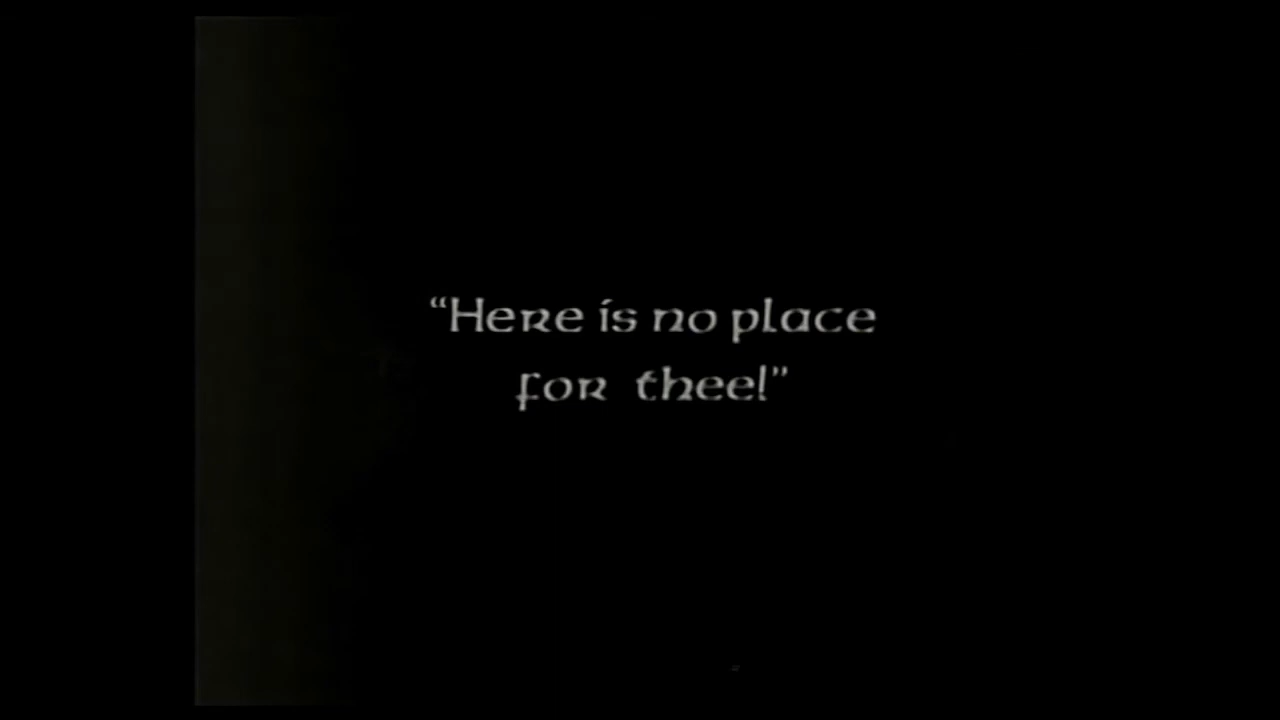 “Here is no place
for thee!”